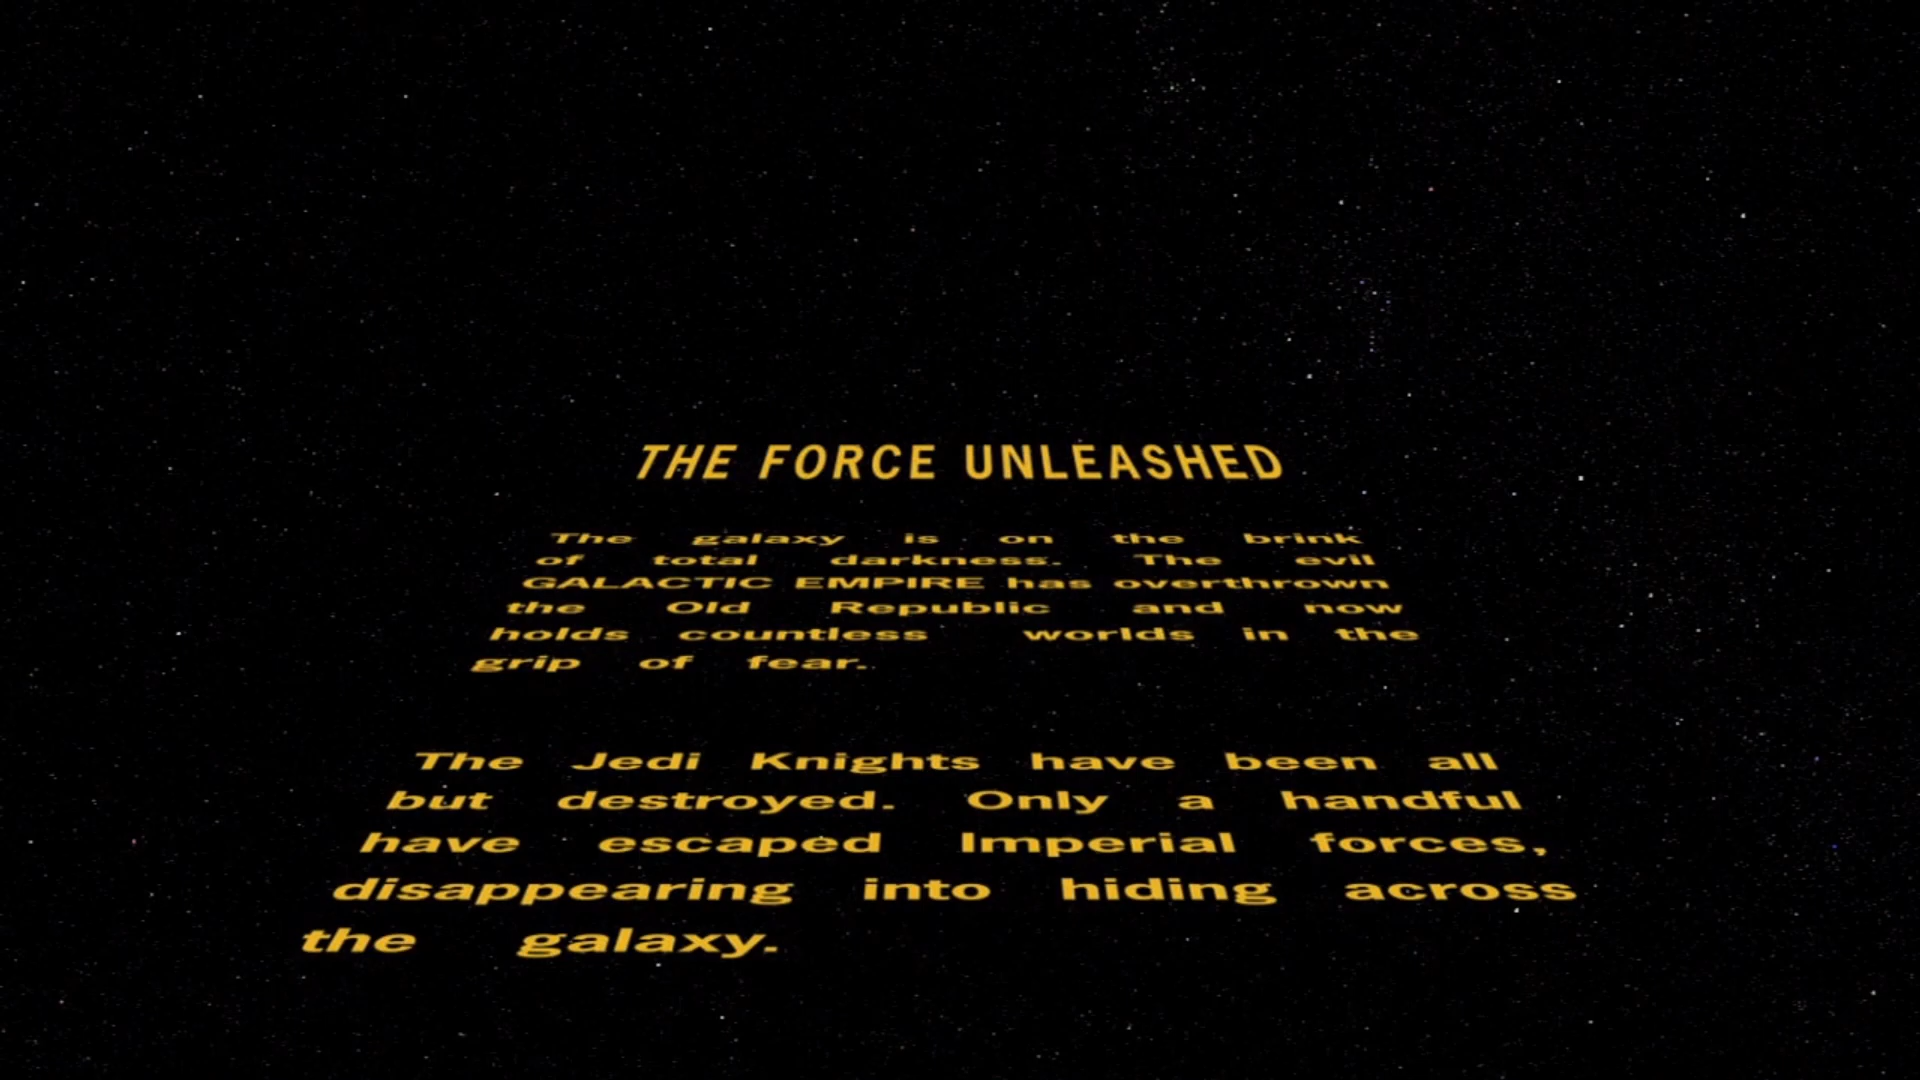 THE FORCE UNLEASHED
The galaxy is on the brink
of total darkness. The evil
GALACTIC EMPIRE has overthrown
the Old Republic and now
holds countless worlds in the
grip of fear.
The Jedi Knights have been all
but destroyed. Only a handful
have escaped Imperial forces,
disappearing into hiding across
the galaxy.